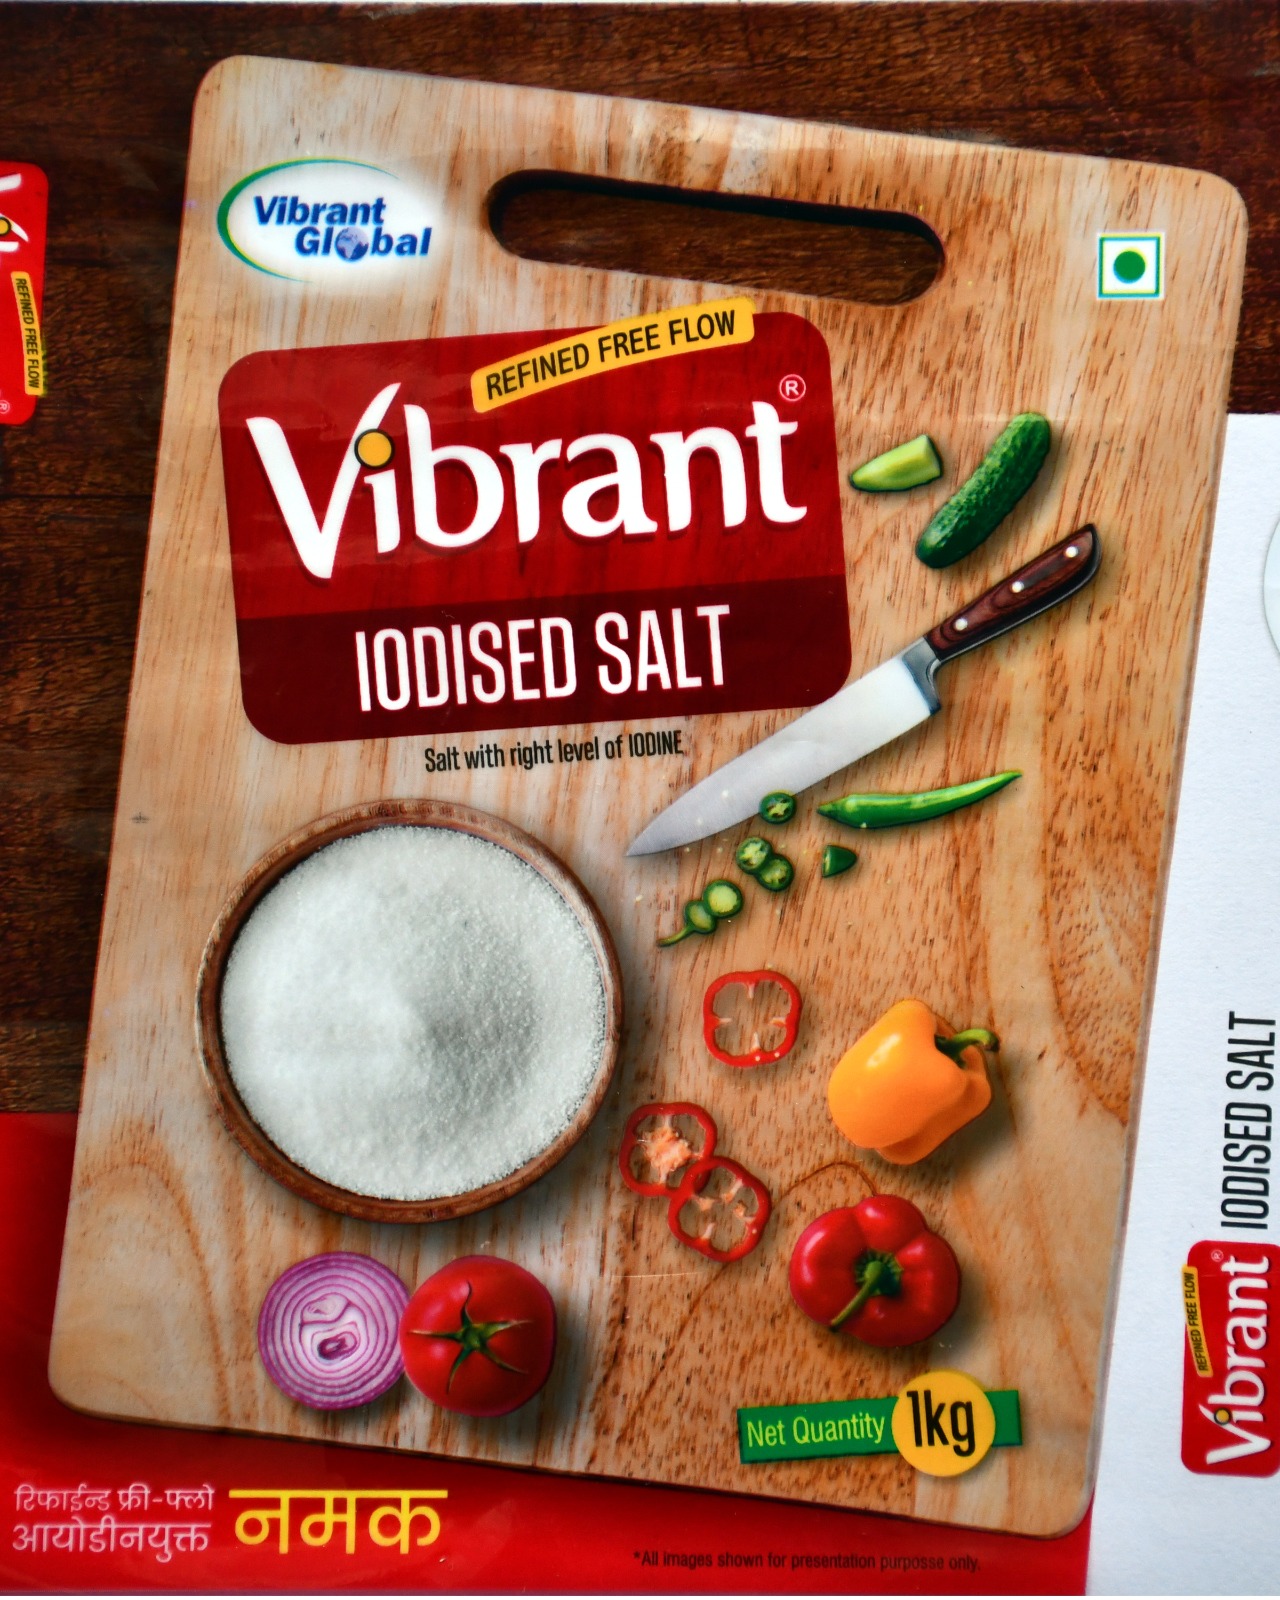 Vibrant
Global
REFINED FREE FLOW
Vibrant®
IODISED SALT
Salt with right level of IODINE
Net Quantity 1kg
रिफाईन्ड फ्री-फ्लो
आयोडीनयुक्त
नमक
*All images shown for presentation purposse only.
REFINED FREE FLOW
®
REFINED FREE FLOW
Vibrant®
IODISED SALT